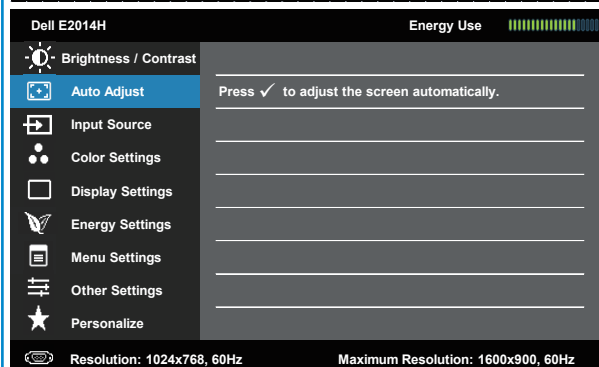 Dell E2014H Energy Use
Brightness / Contrast
Auto Adjust Press ✓ to adjust the screen automatically.
Input Source
Color Settings
Display Settings
Energy Settings
Menu Settings
Other Settings
Personalize
Resolution: 1024x768, 60Hz Maximum Resolution: 1600x900, 60Hz